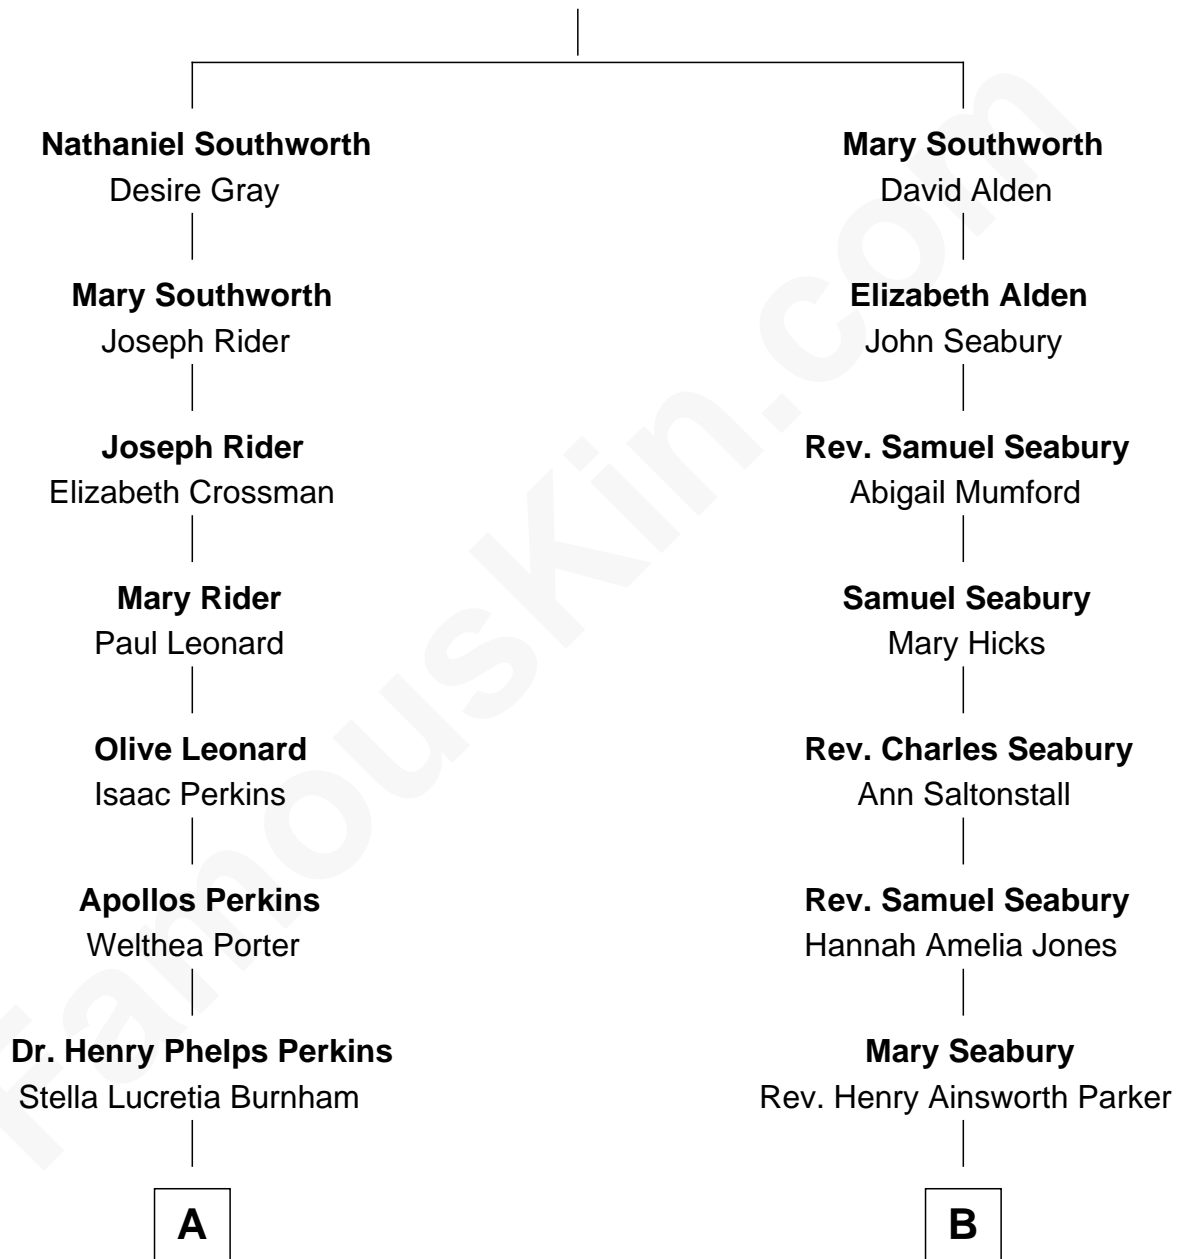 Nathaniel Southworth
Desire Gray
Mary Southworth
Joseph Rider
Joseph Rider
Elizabeth Crossman
Mary Rider
Paul Leonard
Olive Leonard
Isaac Perkins
Apollos Perkins
Welthea Porter
Dr. Henry Phelps Perkins
Stella Lucretia Burnham
A
Mary Southworth
David Alden
Elizabeth Alden
John Seabury
Rev. Samuel Seabury
Abigail Mumford
Samuel Seabury
Mary Hicks
Rev. Charles Seabury
Ann Saltonstall
Rev. Samuel Seabury
Hannah Amelia Jones
Mary Seabury
Rev. Henry Ainsworth Parker
B
FamousKin.com